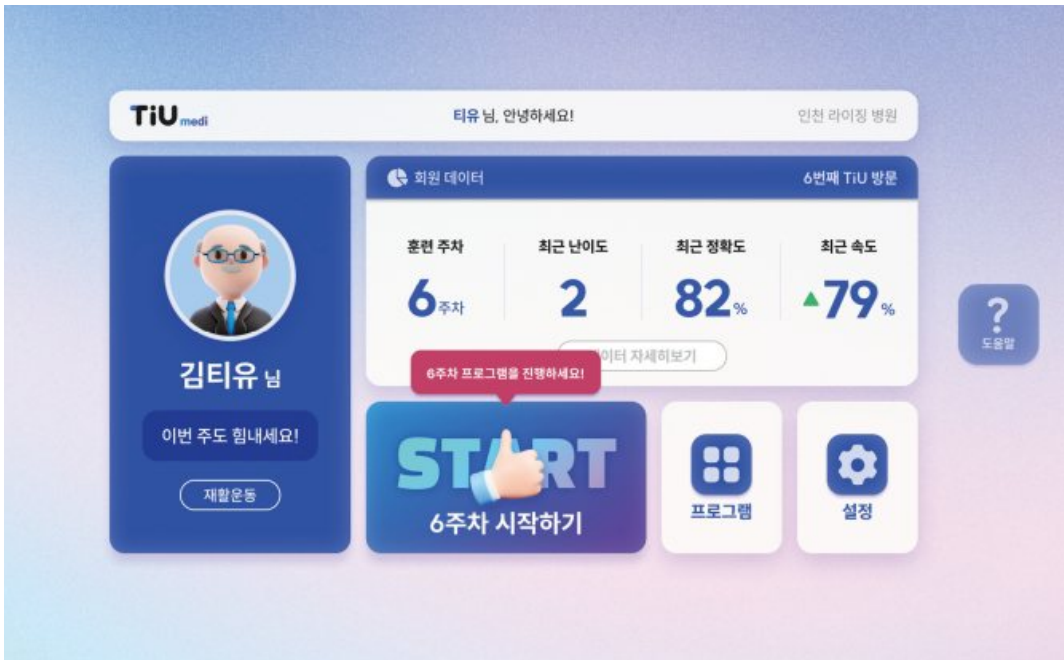 TiU medi
티유 님, 안녕하세요!
인천 라이징 병원
김티유 님
이번 주도 힘내세요!
재활운동
회원 데이터
6번째 TiU 방문
훈련 주차
6주차
최근 난이도
2
최근 정확도
82%
최근 속도
▲79%
자세히보기
6주차 프로그램을 진행하세요!
START
6주차 시작하기
프로그램
설정
?
도움말